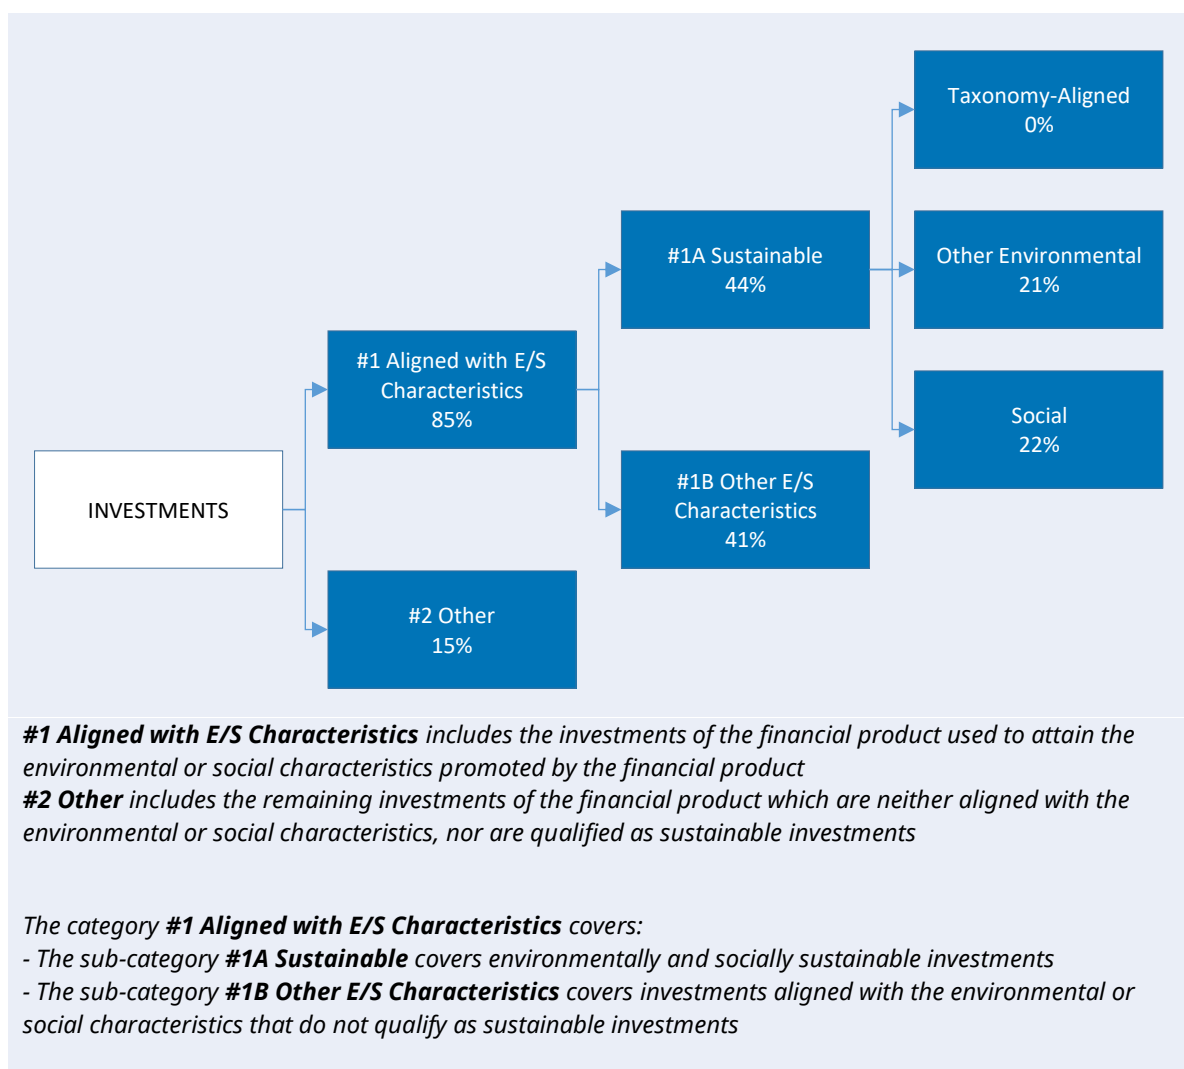 Taxonomy-Aligned
0%
#1A Sustainable
44%
Other Environmental
21%
#1 Aligned with E/S
Characteristics
85%
Social
22%
INVESTMENTS
#1B Other E/S
Characteristics
41%
#2 Other
15%
#1 Aligned with E/S Characteristics includes the investments of the financial product used to attain the
environmental or social characteristics promoted by the financial product
#2 Other includes the remaining investments of the financial product which are neither aligned with the
environmental or social characteristics, nor are qualified as sustainable investments
The category #1 Aligned with E/S Characteristics covers:
- The sub-category #1A Sustainable covers environmentally and socially sustainable investments
- The sub-category #1B Other E/S Characteristics covers investments aligned with the environmental or
social characteristics that do not qualify as sustainable investments